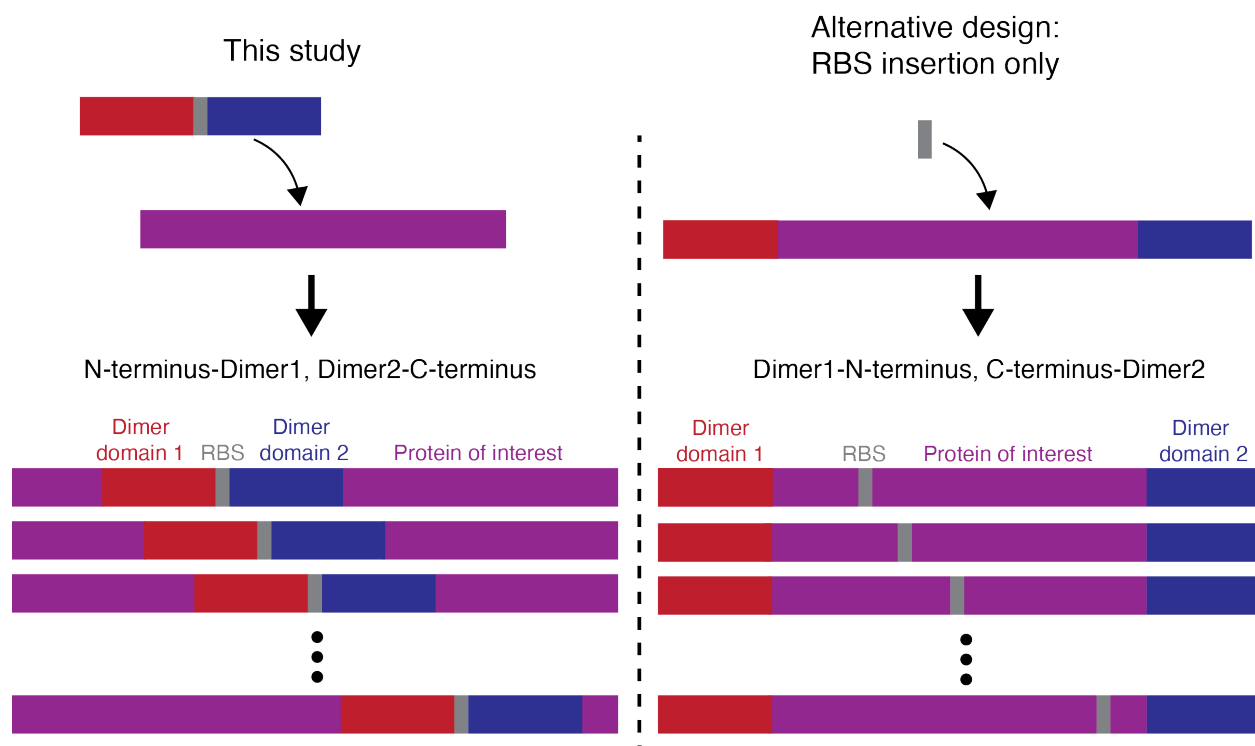 This study
N-terminus-Dimer1, Dimer2-C-terminus
Dimer
domain 1
RBS
Dimer
domain 2
Protein of interest
Alternative design:
RBS insertion only
Dimer1-N-terminus, C-terminus-Dimer2
Dimer
domain 1
RBS
Protein of interest
Dimer
domain 2